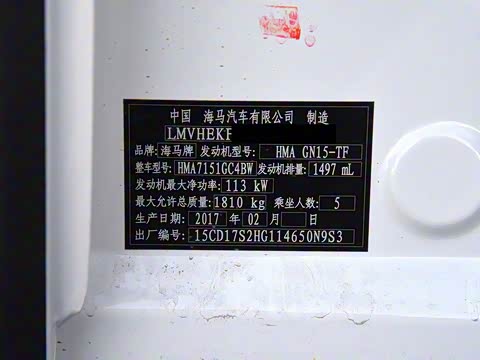 中国 海马汽车有限公司 制造
LMVHEKF
品牌: 海马牌 发动机型号: HMA GN15-TF
整车型号: HMA7151GC4BW 发动机排量: 1497 mL
发动机最大净功率: 113 kW
最大允许总质量: 1810 kg 乘坐人数: 5
生产日期: 2017 年 02 月 日
出厂编号: -15CD17S2HG114650N9S3